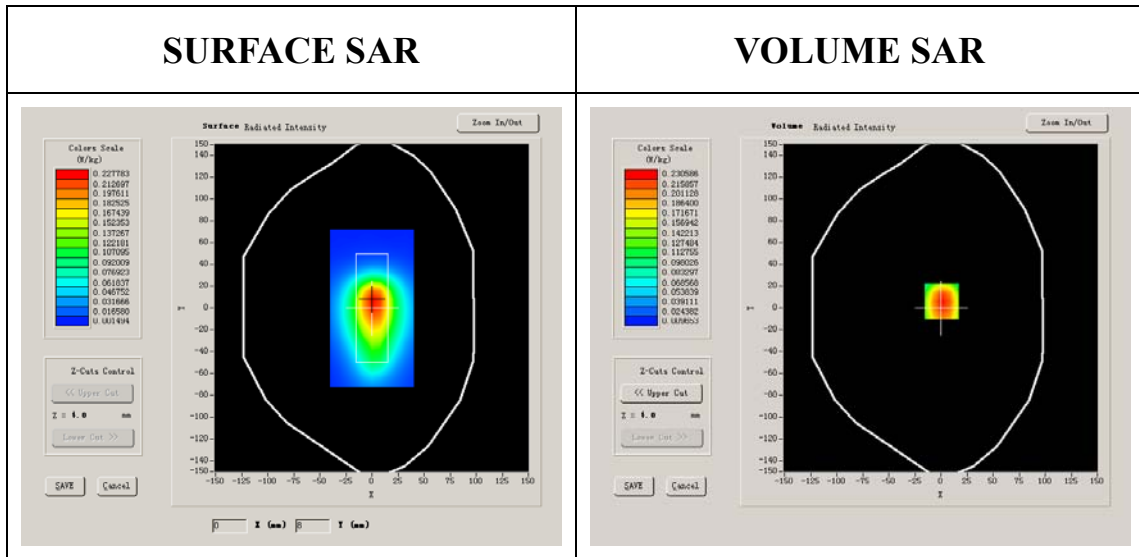 SURFACE SAR
VOLUME SAR
Surface Radiated Intensity
Zoom In/Out
Colors Scale
(W/kg)
0.227783
0.212697
0.197611
0.182525
0.167439
0.152353
0.137267
0.122181
0.107095
0.092009
0.076923
0.061837
0.046752
0.031666
0.016580
0.001494
150
140
120
100
80
60
40
20
0
-20
-40
-60
-80
-100
-120
-140
-150
Y
-150 -125 -100 -75 -50 -25 0 25 50 75 100 125 150
X
Z-Cuts Control
<< Upper Cut
Z = 4.0 mm
Lower Cut >>
SAVE Cancel
0 X (mm) 8 Y (mm)
Volume Radiated Intensity
Zoom In/Out
Colors Scale
(W/kg)
0.230586
0.215857
0.201128
0.186400
0.171671
0.156942
0.142213
0.127484
0.112755
0.098026
0.083297
0.068568
0.053839
0.039111
0.024382
0.009653
150
140
120
100
80
60
40
20
0
-20
-40
-60
-80
-100
-120
-140
-150
Y
-150 -125 -100 -75 -50 -25 0 25 50 75 100 125 150
X
Z-Cuts Control
<< Upper Cut
Z = 4.0 mm
Lower Cut >>
SAVE Cancel